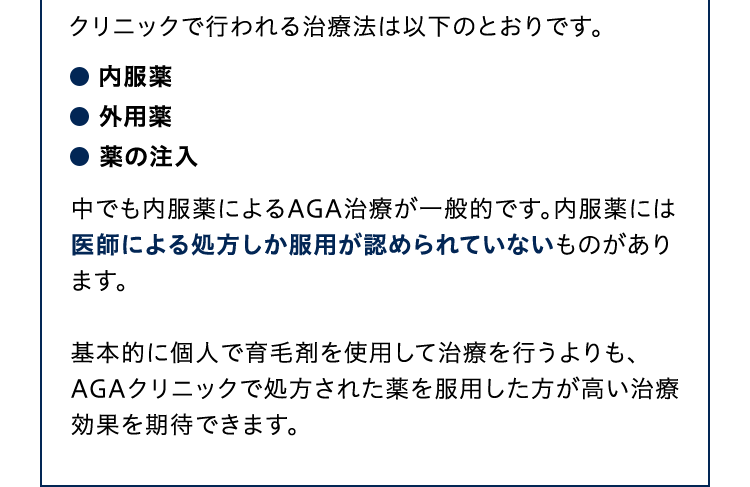 クリニックで行われる治療法は以下のとおりです。
● 内服薬
● 外用薬
● 薬の注入
中でも内服薬によるAGA治療が一般的です。内服薬には
医師による処方しか服用が認められていないものがあり
ます。
基本的に個人で育毛剤を使用して治療を行うよりも、
AGAクリニックで処方された薬を服用した方が高い治療
効果を期待できます。